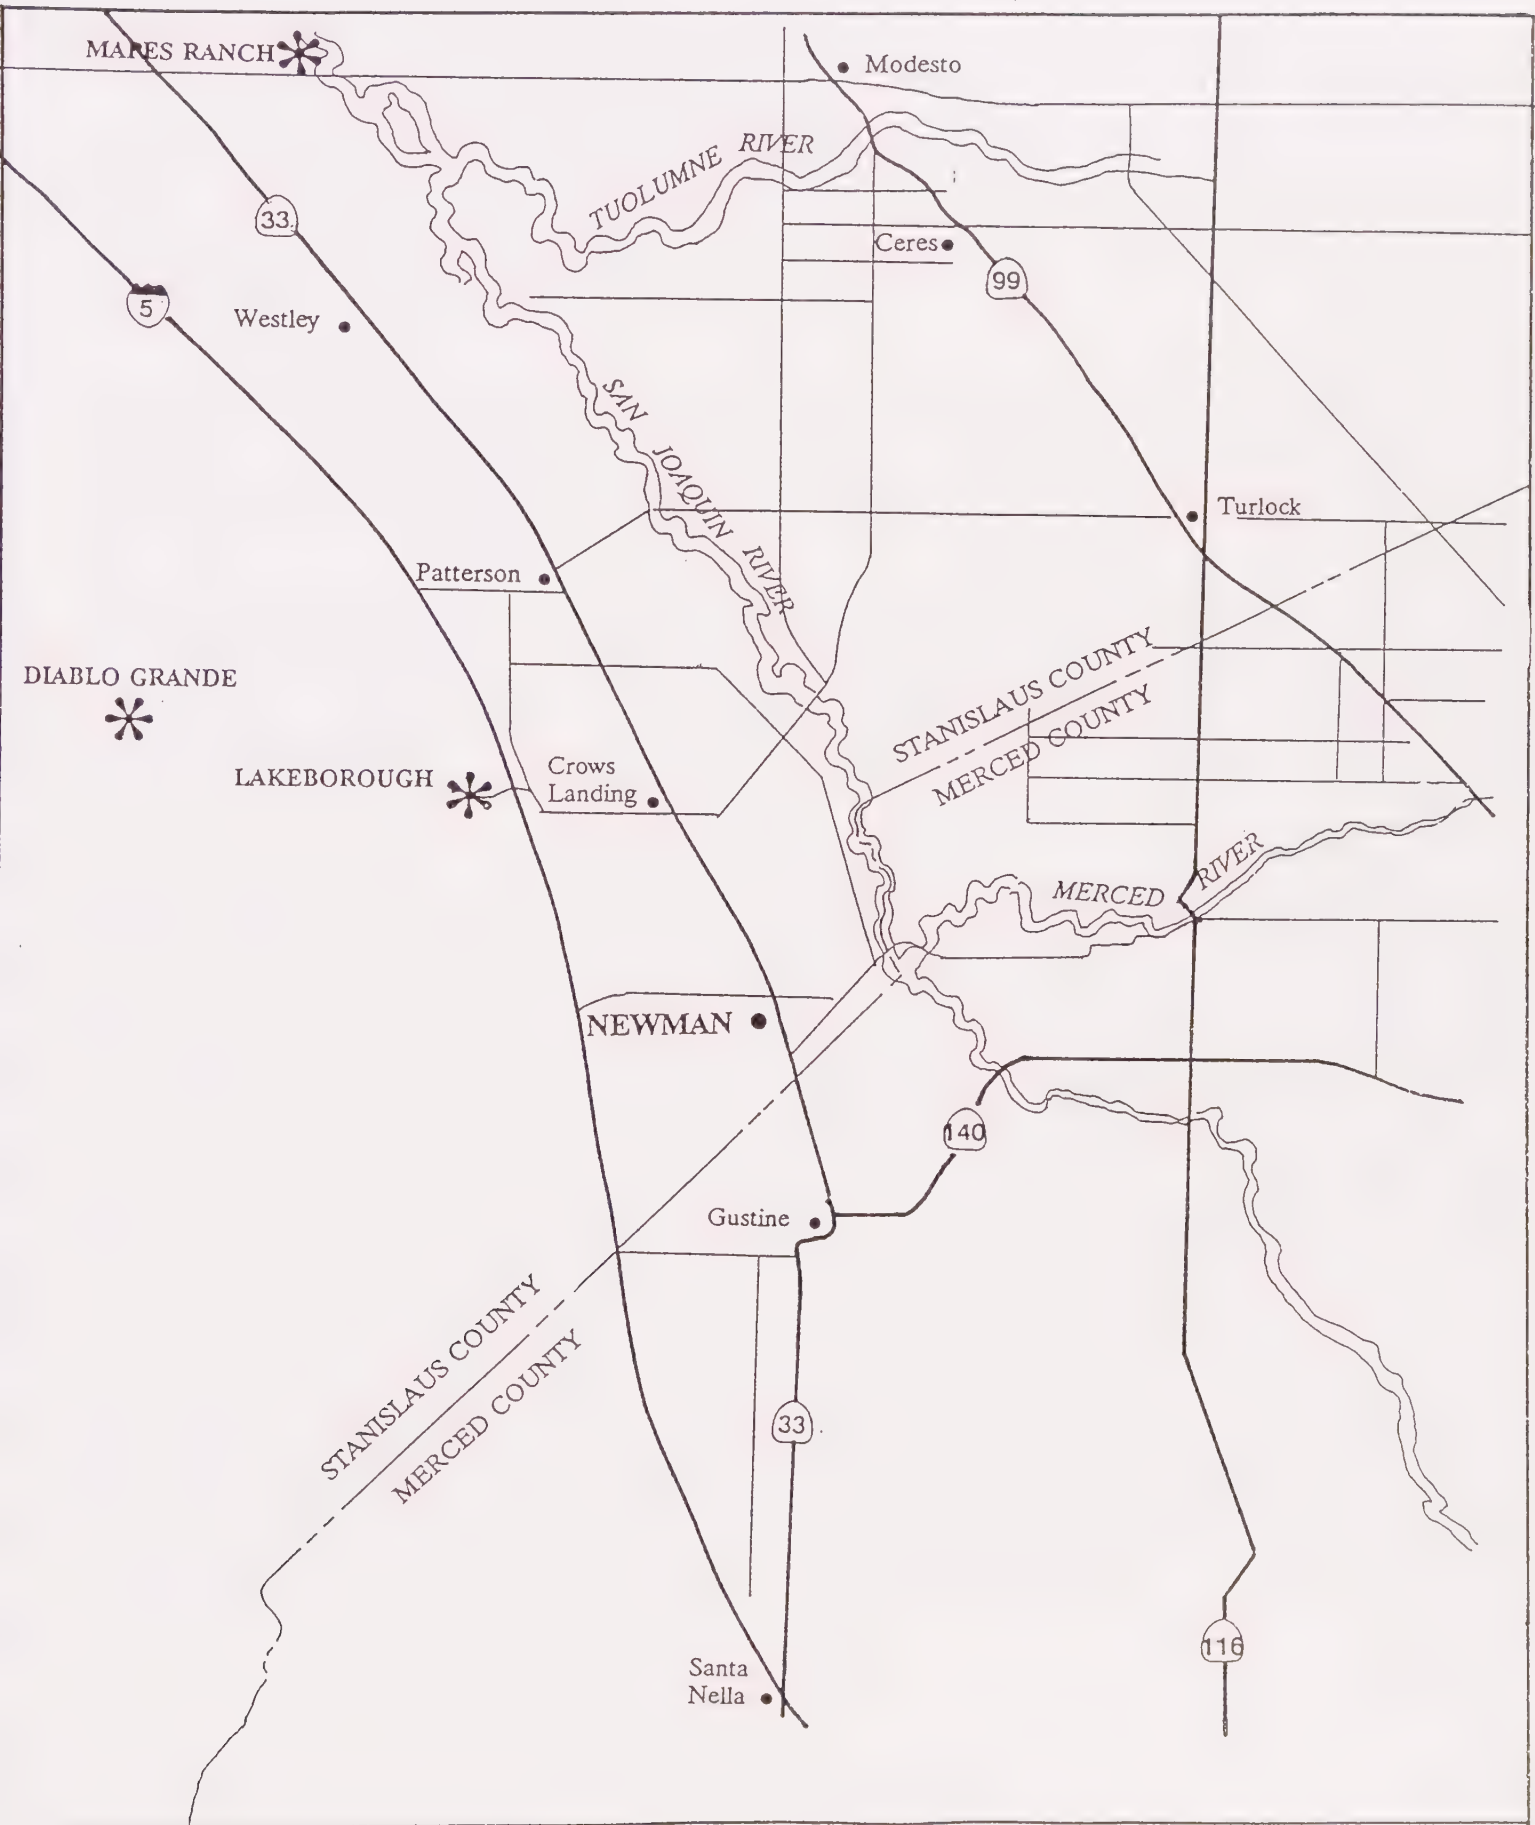 MAPES RANCH
Modesto
TUOLUMNE RIVER
33
Ceres
99
5
Westley
SAN JOAQUIN RIVER
Turlock
Patterson
STANISLAUS COUNTY
MERCED COUNTY
DIABLO GRANDE
LAKEBOROUGH
Crows
Landing
MERCED RIVER
NEWMAN
140
Gustine
STANISLAUS COUNTY
MERCED COUNTY
33
116
Santa
Nella